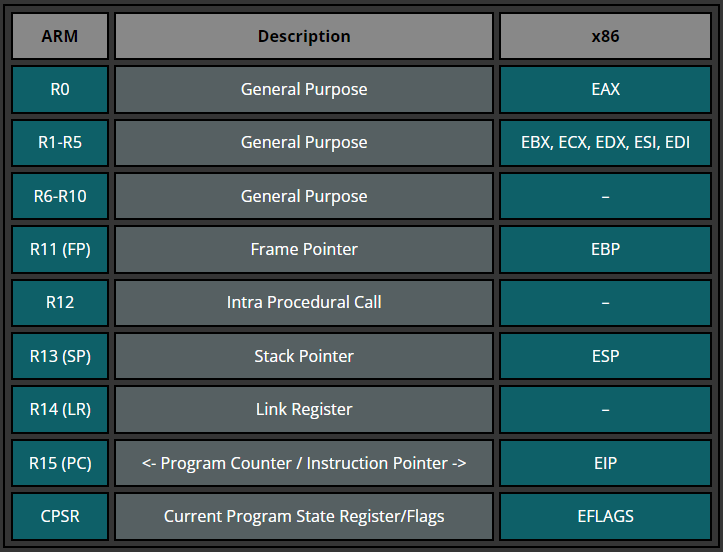 ARM Description x86
R0 General Purpose EAX
R1-R5 General Purpose EBX, ECX, EDX, ESI, EDI
R6-R10 General Purpose –
R11 (FP) Frame Pointer EBP
R12 Intra Procedural Call –
R13 (SP) Stack Pointer ESP
R14 (LR) Link Register –
R15 (PC) <- Program Counter / Instruction Pointer -> EIP
CPSR Current Program State Register/Flags EFLAGS